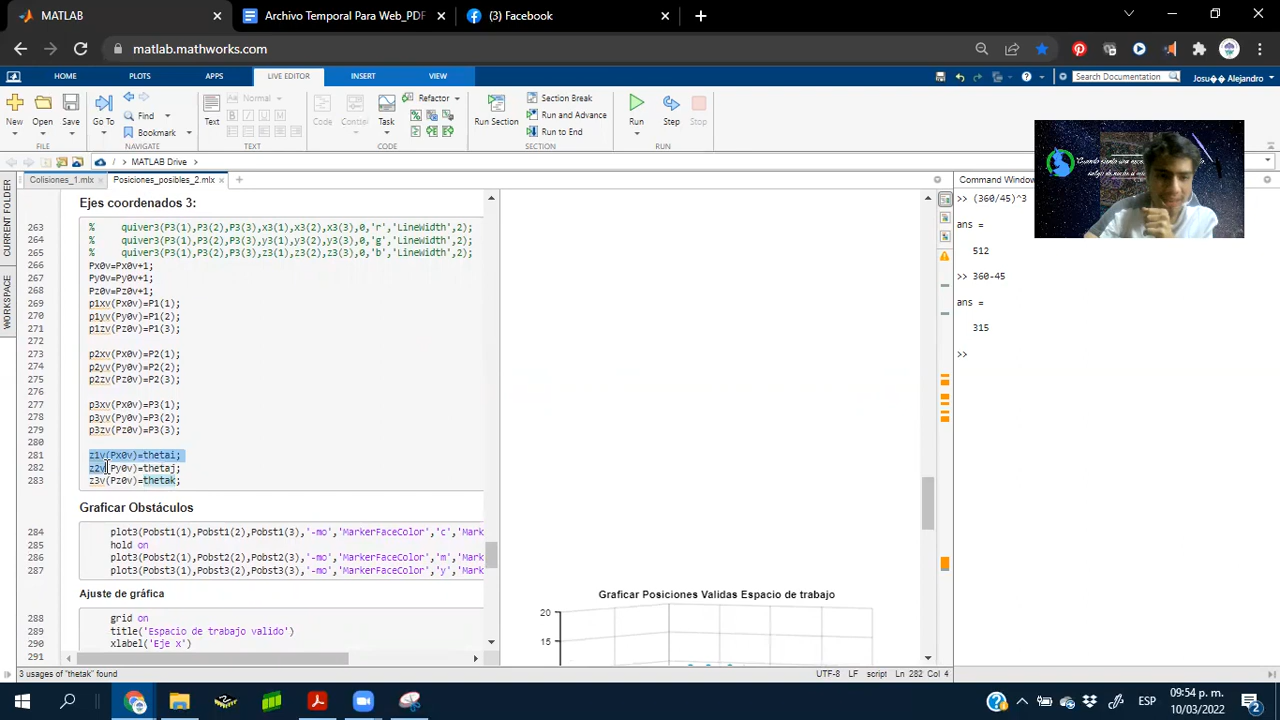 MATLAB
Archivo Temporal Para Web_PDF
(3) Facebook
matlab.mathworks.com
HOME
PLOTS
APPS
LIVE EDITOR
INSERT
VIEW
Search Documentation
Josu�� Alejandro
New
Open
Save
Go To
Find
Bookmark
Text
Normal
Code
Control
Task
Refactor
Run Section
Section Break
Run and Advance
Run to End
Run
Step
Stop
FILE
NAVIGATE
TEXT
CODE
SECTION
RUN
/ MATLAB Drive
Colisiones_1.mlx
Posiciones_posibles_2.mlx
CURRENT FOLDER
WORKSPACE
Ejes coordenados 3:
263 % quiver3(P3(1),P3(2),P3(3),x3(1),x3(2),x3(3),0,'r','LineWidth',2);
264 % quiver3(P3(1),P3(2),P3(3),y3(1),y3(2),y3(3),0,'g','LineWidth',2);
265 % quiver3(P3(1),P3(2),P3(3),z3(1),z3(2),z3(3),0,'b','LineWidth',2);
266 Px0v=Px0v+1;
267 Py0v=Py0v+1;
268 Pz0v=Pz0v+1;
269 p1xv(Px0v)=P1(1);
270 p1yv(Py0v)=P1(2);
271 p1zv(Pz0v)=P1(3);
272
273 p2xv(Px0v)=P2(1);
274 p2yv(Py0v)=P2(2);
275 p2zv(Pz0v)=P2(3);
276
277 p3xv(Px0v)=P3(1);
278 p3yv(Py0v)=P3(2);
279 p3zv(Pz0v)=P3(3);
280
281 z1v(Px0v)=thetai;
282 z2v(Py0v)=thetaj;
283 z3v(Pz0v)=thetak;
Graficar Obstáculos
284 plot3(Pobst1(1),Pobst1(2),Pobst1(3),'-mo','MarkerFaceColor','c','Mark
285 hold on
286 plot3(Pobst2(1),Pobst2(2),Pobst2(3),'-mo','MarkerFaceColor','m','Mark
287 plot3(Pobst3(1),Pobst3(2),Pobst3(3),'-mo','MarkerFaceColor','y','Mark
Ajuste de gráfica
288 grid on
289 title('Espacio de trabajo valido')
290 xlabel('Eje x')
291
Graficar Posiciones Validas Espacio de trabajo
20
15
Command Window
>> (360/45)^3
ans =
512
>> 360-45
ans =
315
>>
3 usages of "thetak" found
UTF-8
LF
script
Ln 282 Col 4
ESP
09:54 p. m.
10/03/2022
2